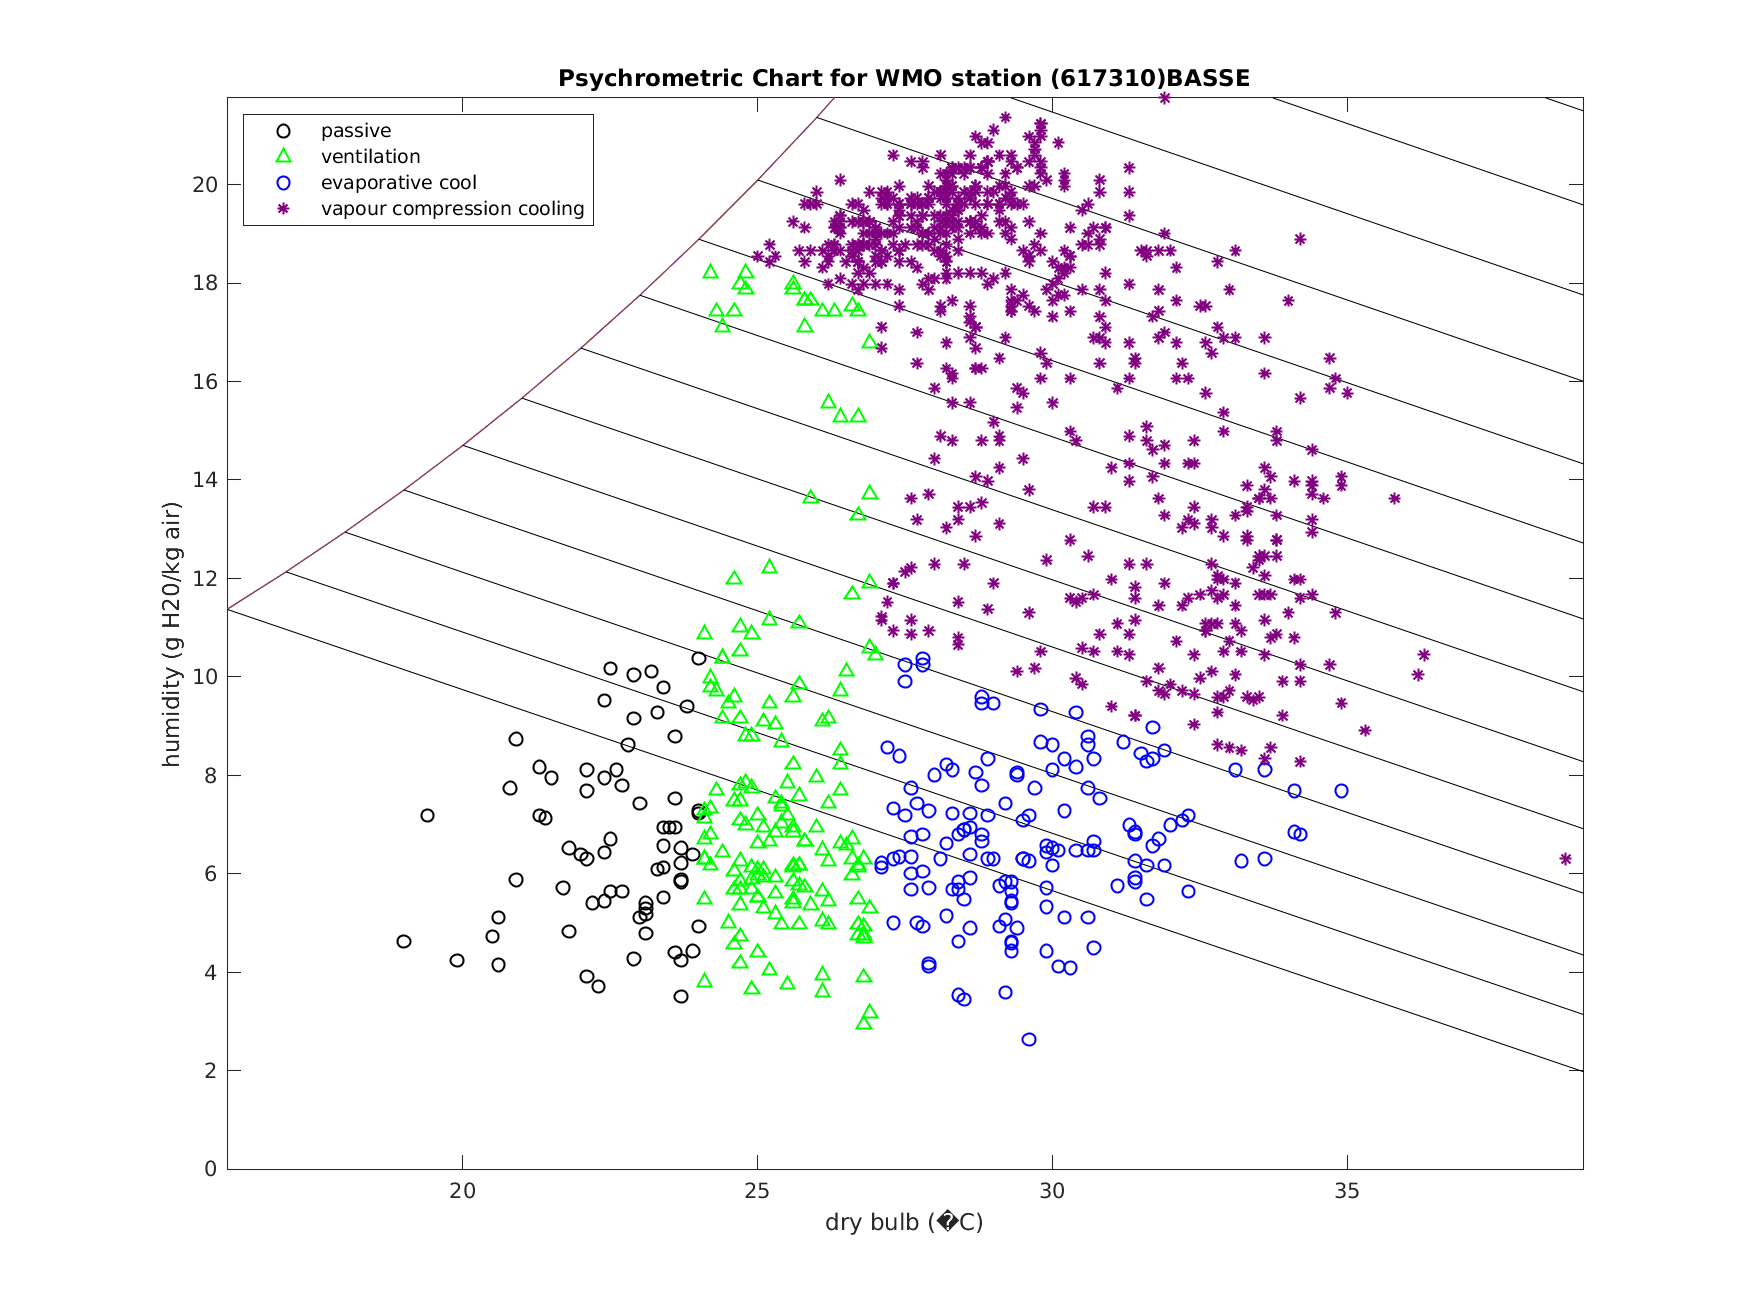 Psychrometric Chart for WMO station (617310)BASSE
passive
ventilation
evaporative cool
vapour compression cooling
humidity (g H20/kg air)
20
18
16
14
12
10
8
6
4
2
0
20 25 30 35
dry bulb (�C)